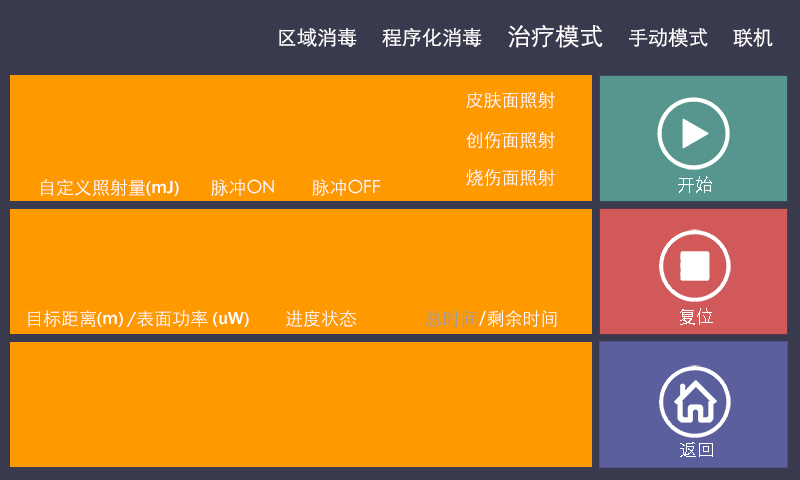 区域消毒 程序化消毒 治疗模式 手动模式 联机
皮肤面照射
创伤面照射
烧伤面照射
自定义照射量(mJ) 脉冲ON 脉冲OFF
开始
目标距离(m) /表面功率 (uW) 进度状态 总时间/剩余时间
复位
返回